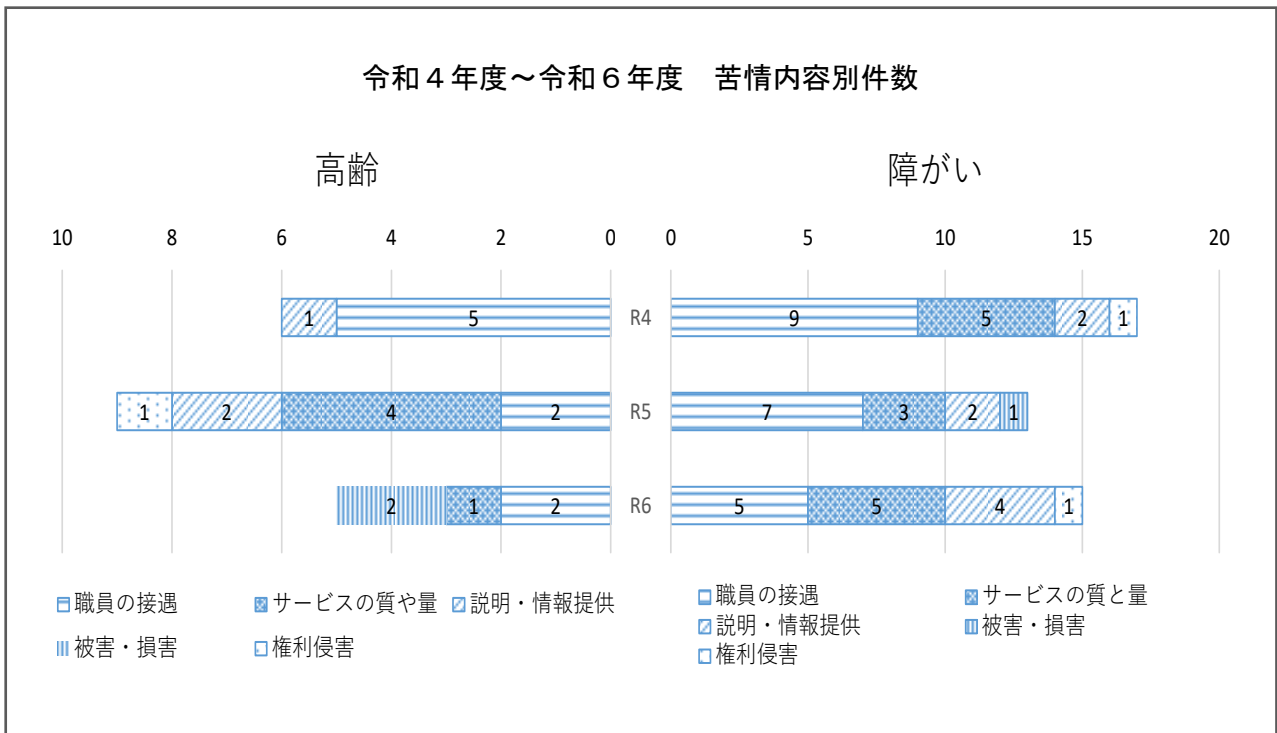 令和４年度～令和６年度　苦情内容別件数
高齢
障がい
10 8 6 4 2 0
0 5 10 15 20
1 5 R4 9 5 2 1
1 2 4 2 R5 7 3 2 1
2 1 2 R6 5 5 4 1
職員の接遇 サービスの質や量 説明・情報提供
被害・損害 権利侵害
職員の接遇 サービスの質と量
説明・情報提供 被害・損害
権利侵害